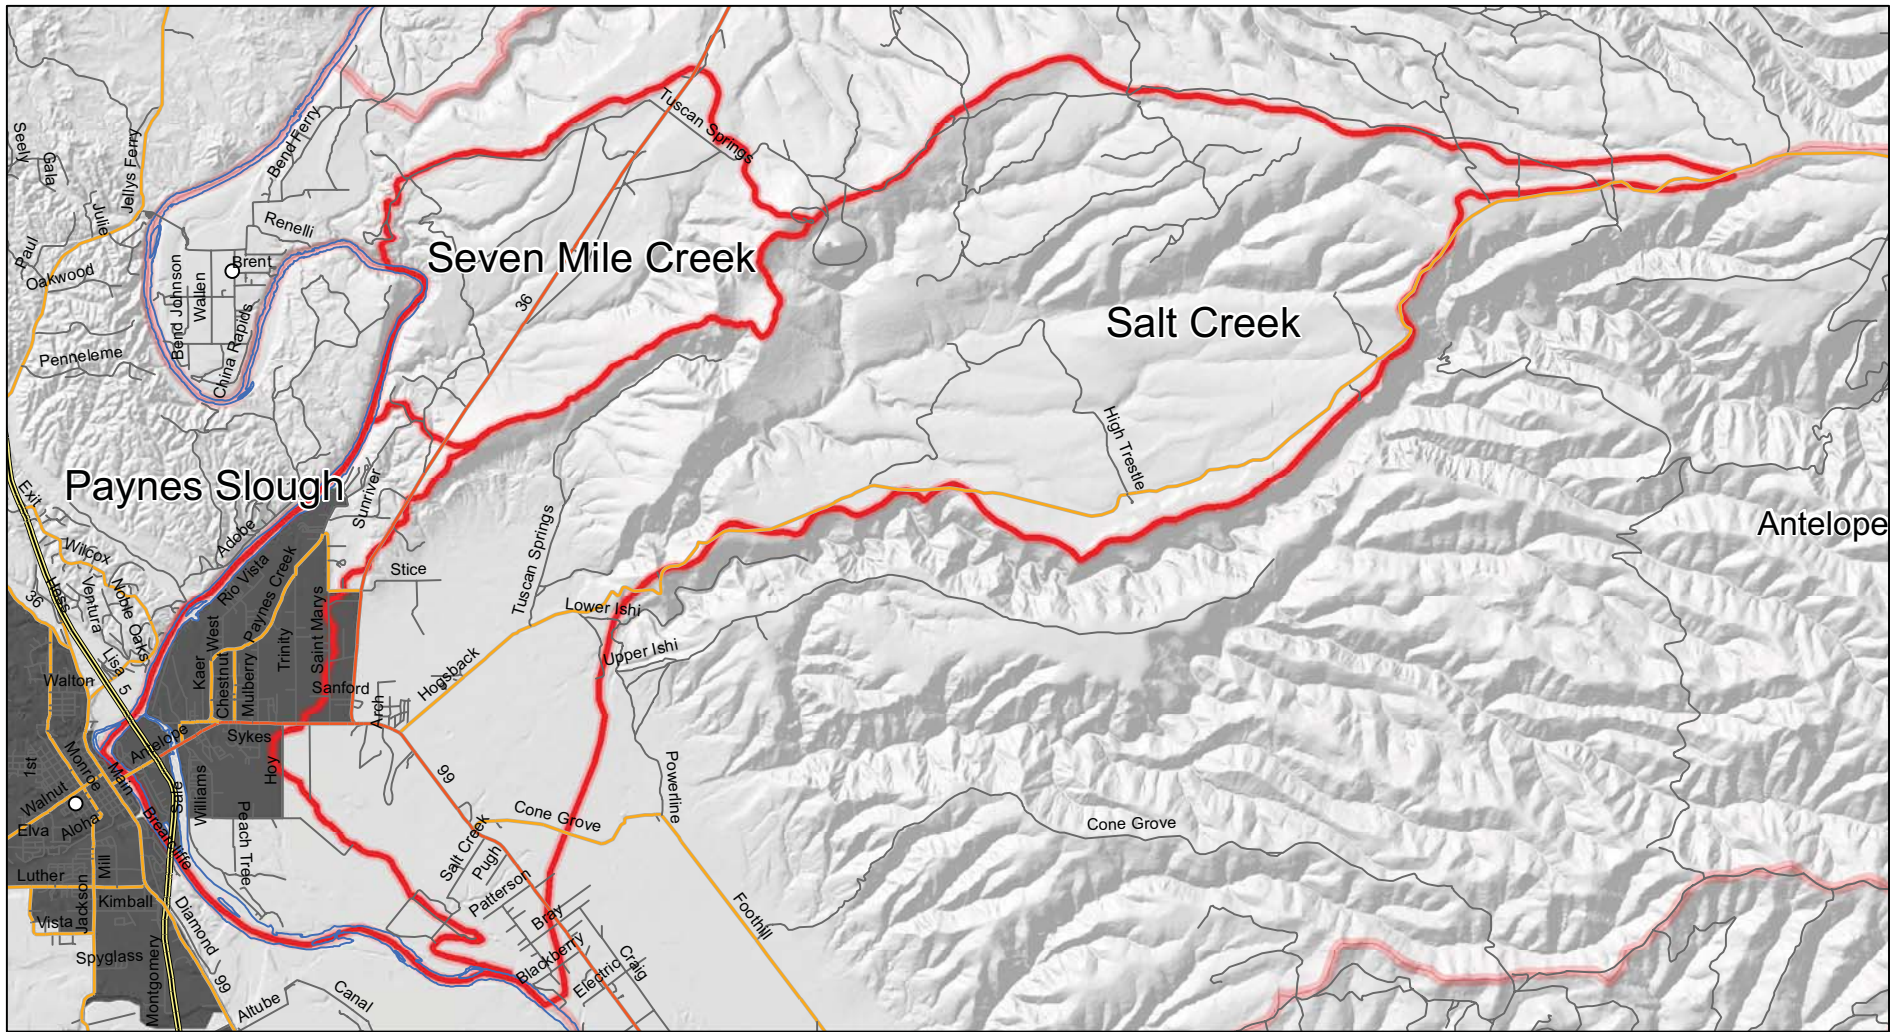 Seely
Gala
Jellys Ferry
Julie
Paul
Oakwood
Penneleme
Bend Ferry
Renelli
Brent
Bend Johnson
Wallen
China Rapids
Tuscan Springs
Seven Mile Creek
36
Salt Creek
High Trestle
Antelope
Paynes Slough
Sunriver
Exit
Wilcox
Adobe
Hess
36
Ventura
Noble Oaks
Rio Vista
Paynes Creek
Stice
Tuscan Springs
Lower Ishi
Upper Ishi
West
Kaer
Chestnut
Mulberry
Trinity
Saint Marys
Lisa
5
Walton
Sanford
Arch
Hogsback
Antelope
Sykes
Hoy
99
1st
Monroe
Main
Walnut
Elva
Aloha
Sale
Williams
Peach Tree
Brearcliffe
Powerline
Cone Grove
Cone Grove
Salt Creek
Pugh
Patterson
Bray
Blackberry
Electric
Craig
Foothill
Luther
Mill
Jackson
Kimball
Vista
Spyglass
Montgomery
Diamond
99
Altube
Canal